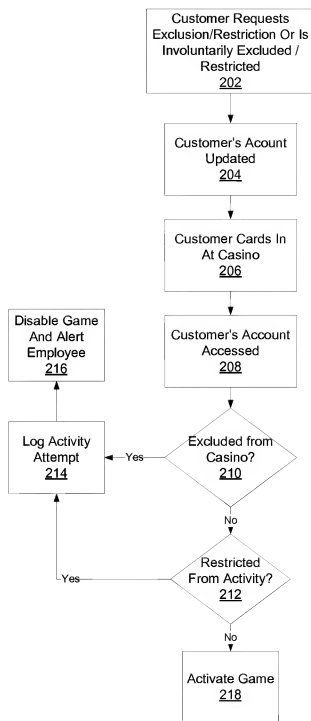 Customer Requests
Exclusion/Restriction Or Is
Involuntarily Excluded /
Restricted
202
Customer's Acount
Updated
204
Customer Cards In
At Casino
206
Customer's Account
Accessed
208
Disable Game
And Alert
Employee
216
Excluded from
Casino?
210
Yes
Log Activity
Attempt
214
No
Restricted
From Activity?
212
Yes
No
Activate Game
218